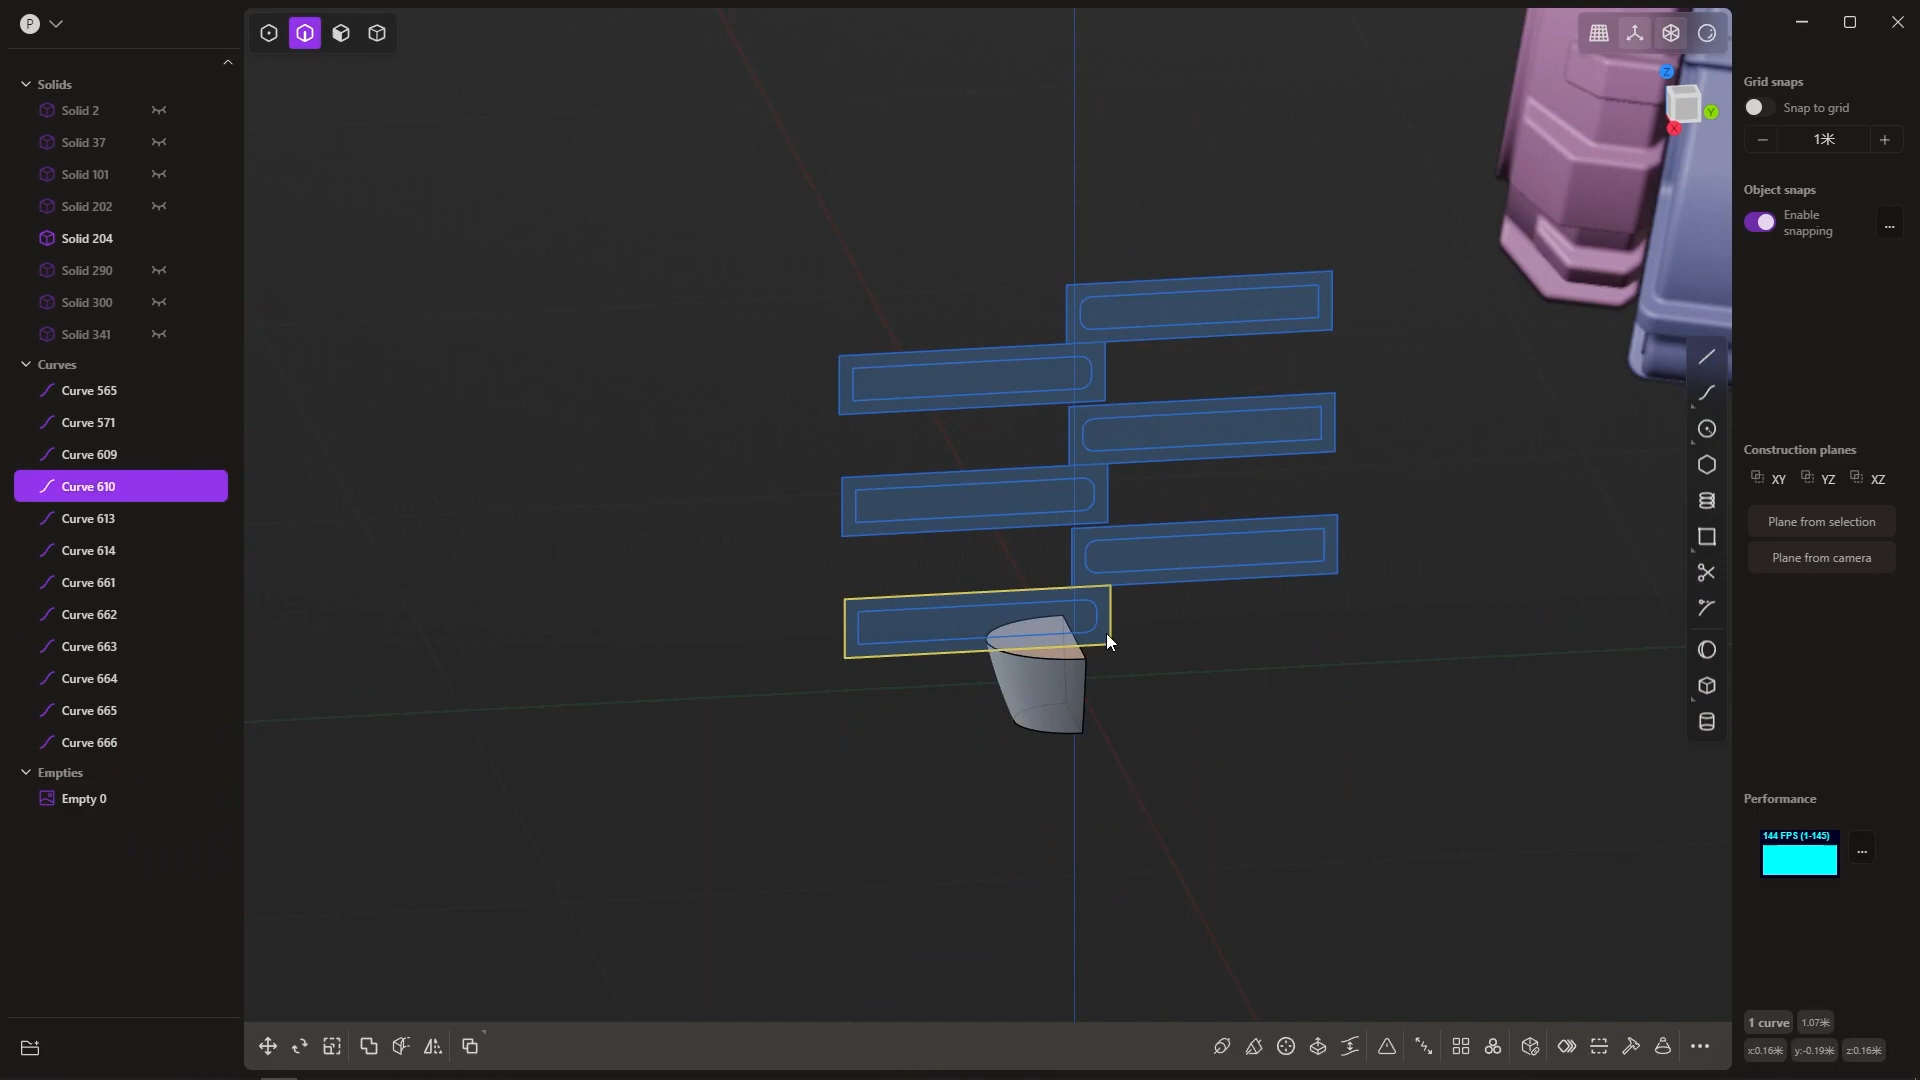 P
Solids
Solid 2
Solid 37
Solid 101
Solid 202
Solid 204
Solid 290
Solid 300
Solid 341
Curves
Curve 565
Curve 571
Curve 609
Curve 610
Curve 613
Curve 614
Curve 661
Curve 662
Curve 663
Curve 664
Curve 665
Curve 666
Empties
Empty 0
Z
Y
X
Grid snaps
Snap to grid
1米
Object snaps
Enable
snapping
...
Construction planes
XY YZ XZ
Plane from selection
Plane from camera
Performance
144 FPS (1-145)
...
1 curve 1.07米
x:0.16米 y:-0.19米 z:0.16米